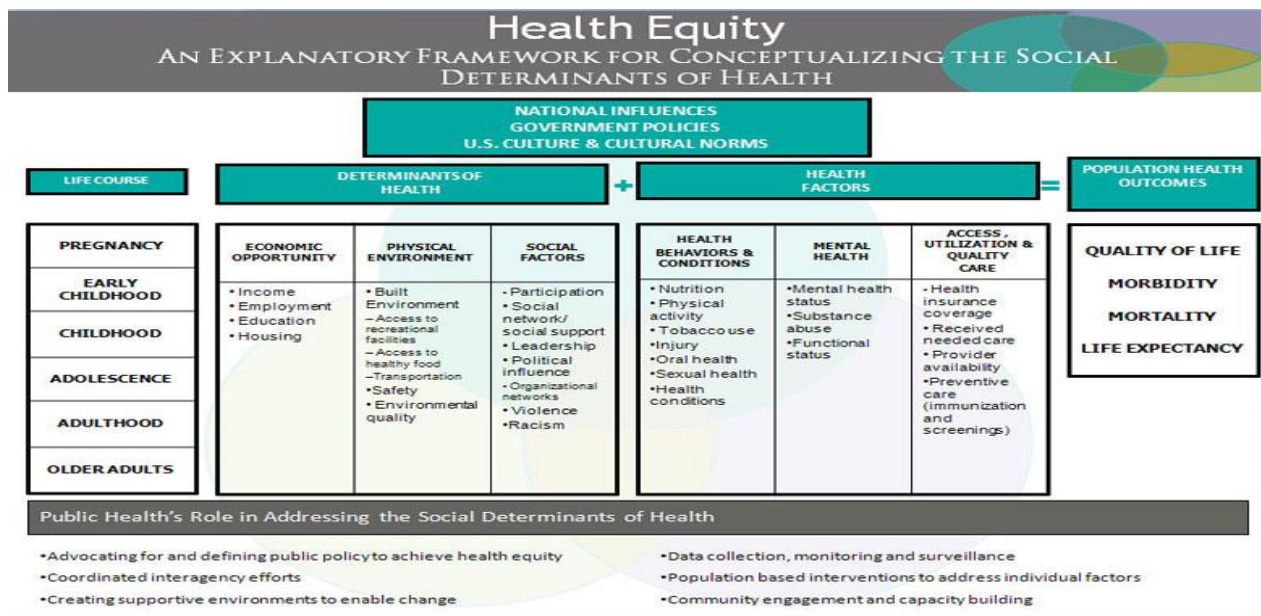 Health Equity
AN EXPLANATORY FRAMEWORK FOR CONCEPTUALIZING THE SOCIAL
DETERMINANTS OF HEALTH
NATIONAL INFLUENCES
GOVERNMENT POLICIES
U.S. CULTURE & CULTURAL NORMS
LIFE COURSE
DETERMINANTS OF
HEALTH
+
HEALTH
FACTORS
=
POPULATION HEALTH
OUTCOMES
PREGNANCY
EARLY
CHILDHOOD
CHILDHOOD
ADOLESCENCE
ADULTHOOD
OLDER ADULTS
ECONOMIC
OPPORTUNITY
• Income
• Employment
• Education
• Housing
PHYSICAL
ENVIRONMENT
• Built
Environment
–Access to
recreational
facilities
–Access to
healthy food
–Transportation
•Safety
• Environmental
quality
SOCIAL
FACTORS
• Participation
• Social
network/
social support
• Leadership
• Political
influence
• Organizational
networks
• Violence
•Racism
HEALTH
BEHAVIORS &
CONDITIONS
• Nutrition
• Physical
activity
• Tobacco use
•Injury
• Oral health
•Sexual health
•Health
conditions
MENTAL
HEALTH
•Mental health
status
•Substance
abuse
•Functional
status
ACCESS,
UTILIZATION &
QUALITY
CARE
• Health
insurance
coverage
• Received
needed care
• Provider
availability
•Preventive
care
(immunization
and
screenings)
QUALITY OF LIFE
MORBIDITY
MORTALITY
LIFE EXPECTANCY
Public Health's Role in Addressing the Social Determinants of Health
•Advocating for and defining public policy to achieve health equity
•Coordinated interagency efforts
•Creating supportive environments to enable change
•Data collection, monitoring and surveillance
•Population based interventions to address individual factors
•Community engagement and capacity building